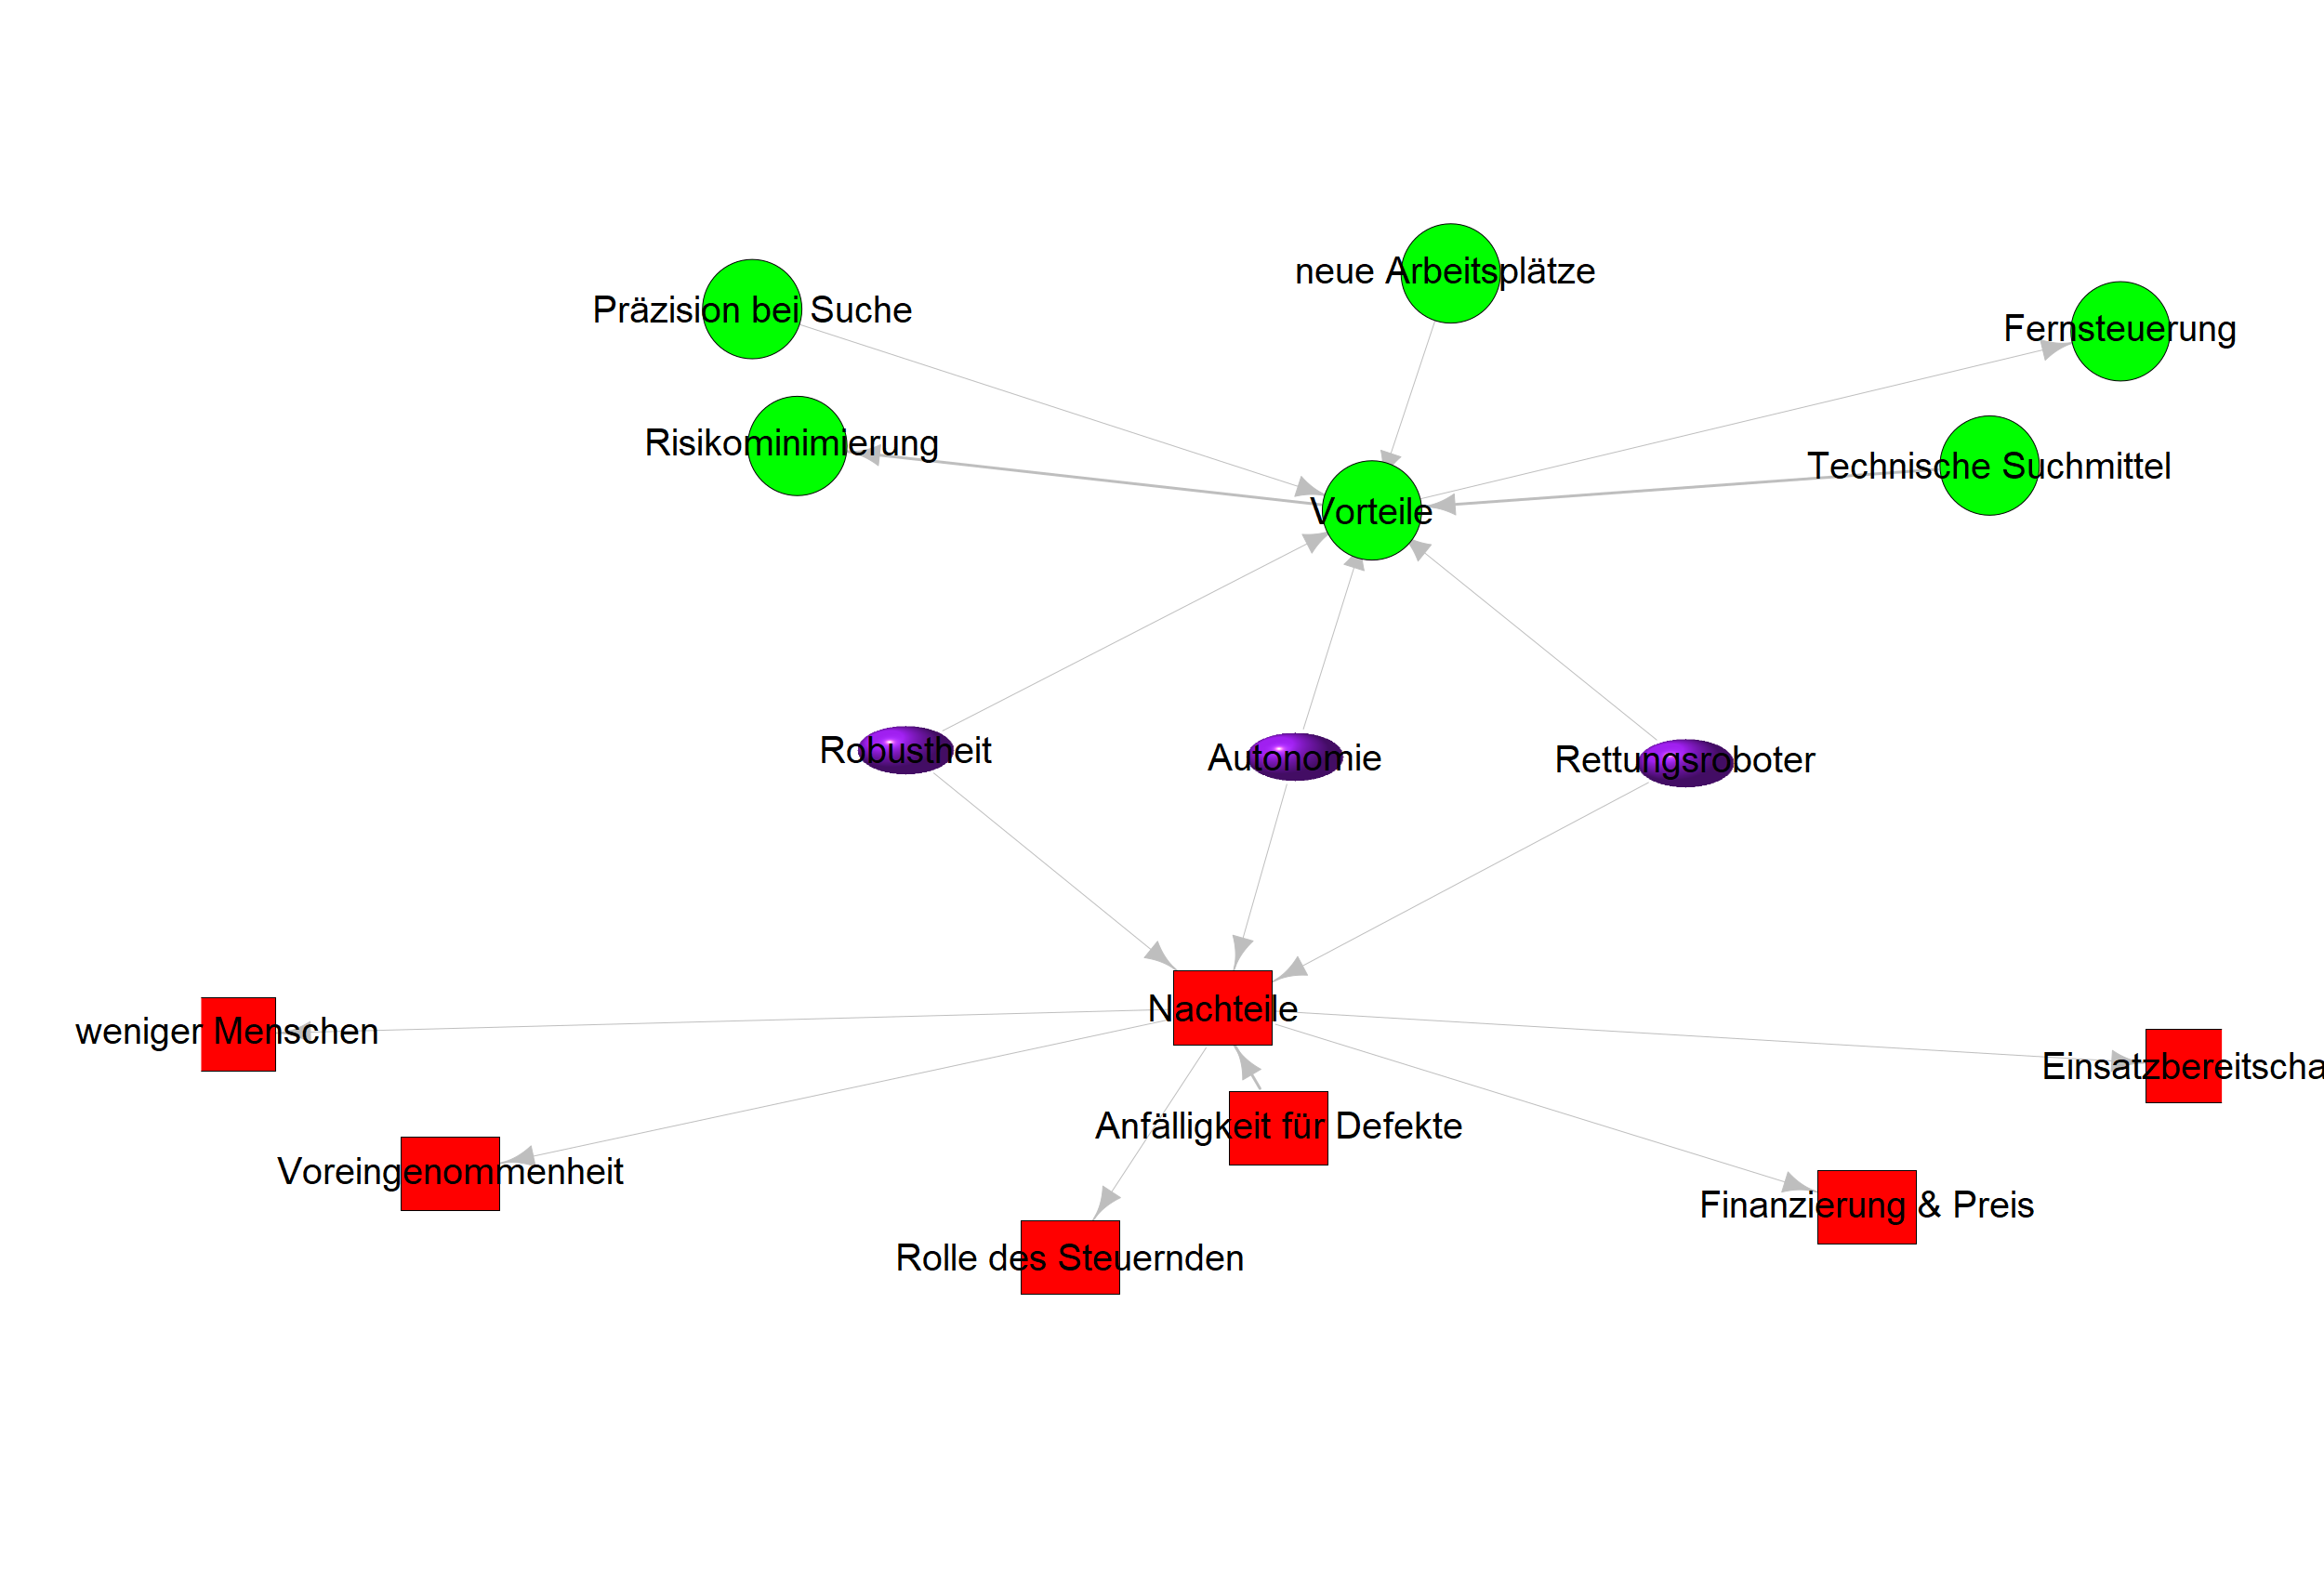 neue Arbeitsplätze
Präzision bei Suche
Fernsteuerung
Risikominimierung
Technische Suchmittel
Vorteile
Robustheit
Autonomie
Rettungsroboter
Nachteile
weniger Menschen
Einsatzbereitscha
Anfälligkeit für Defekte
Voreingenommenheit
Finanzierung & Preis
Rolle des Steuernden